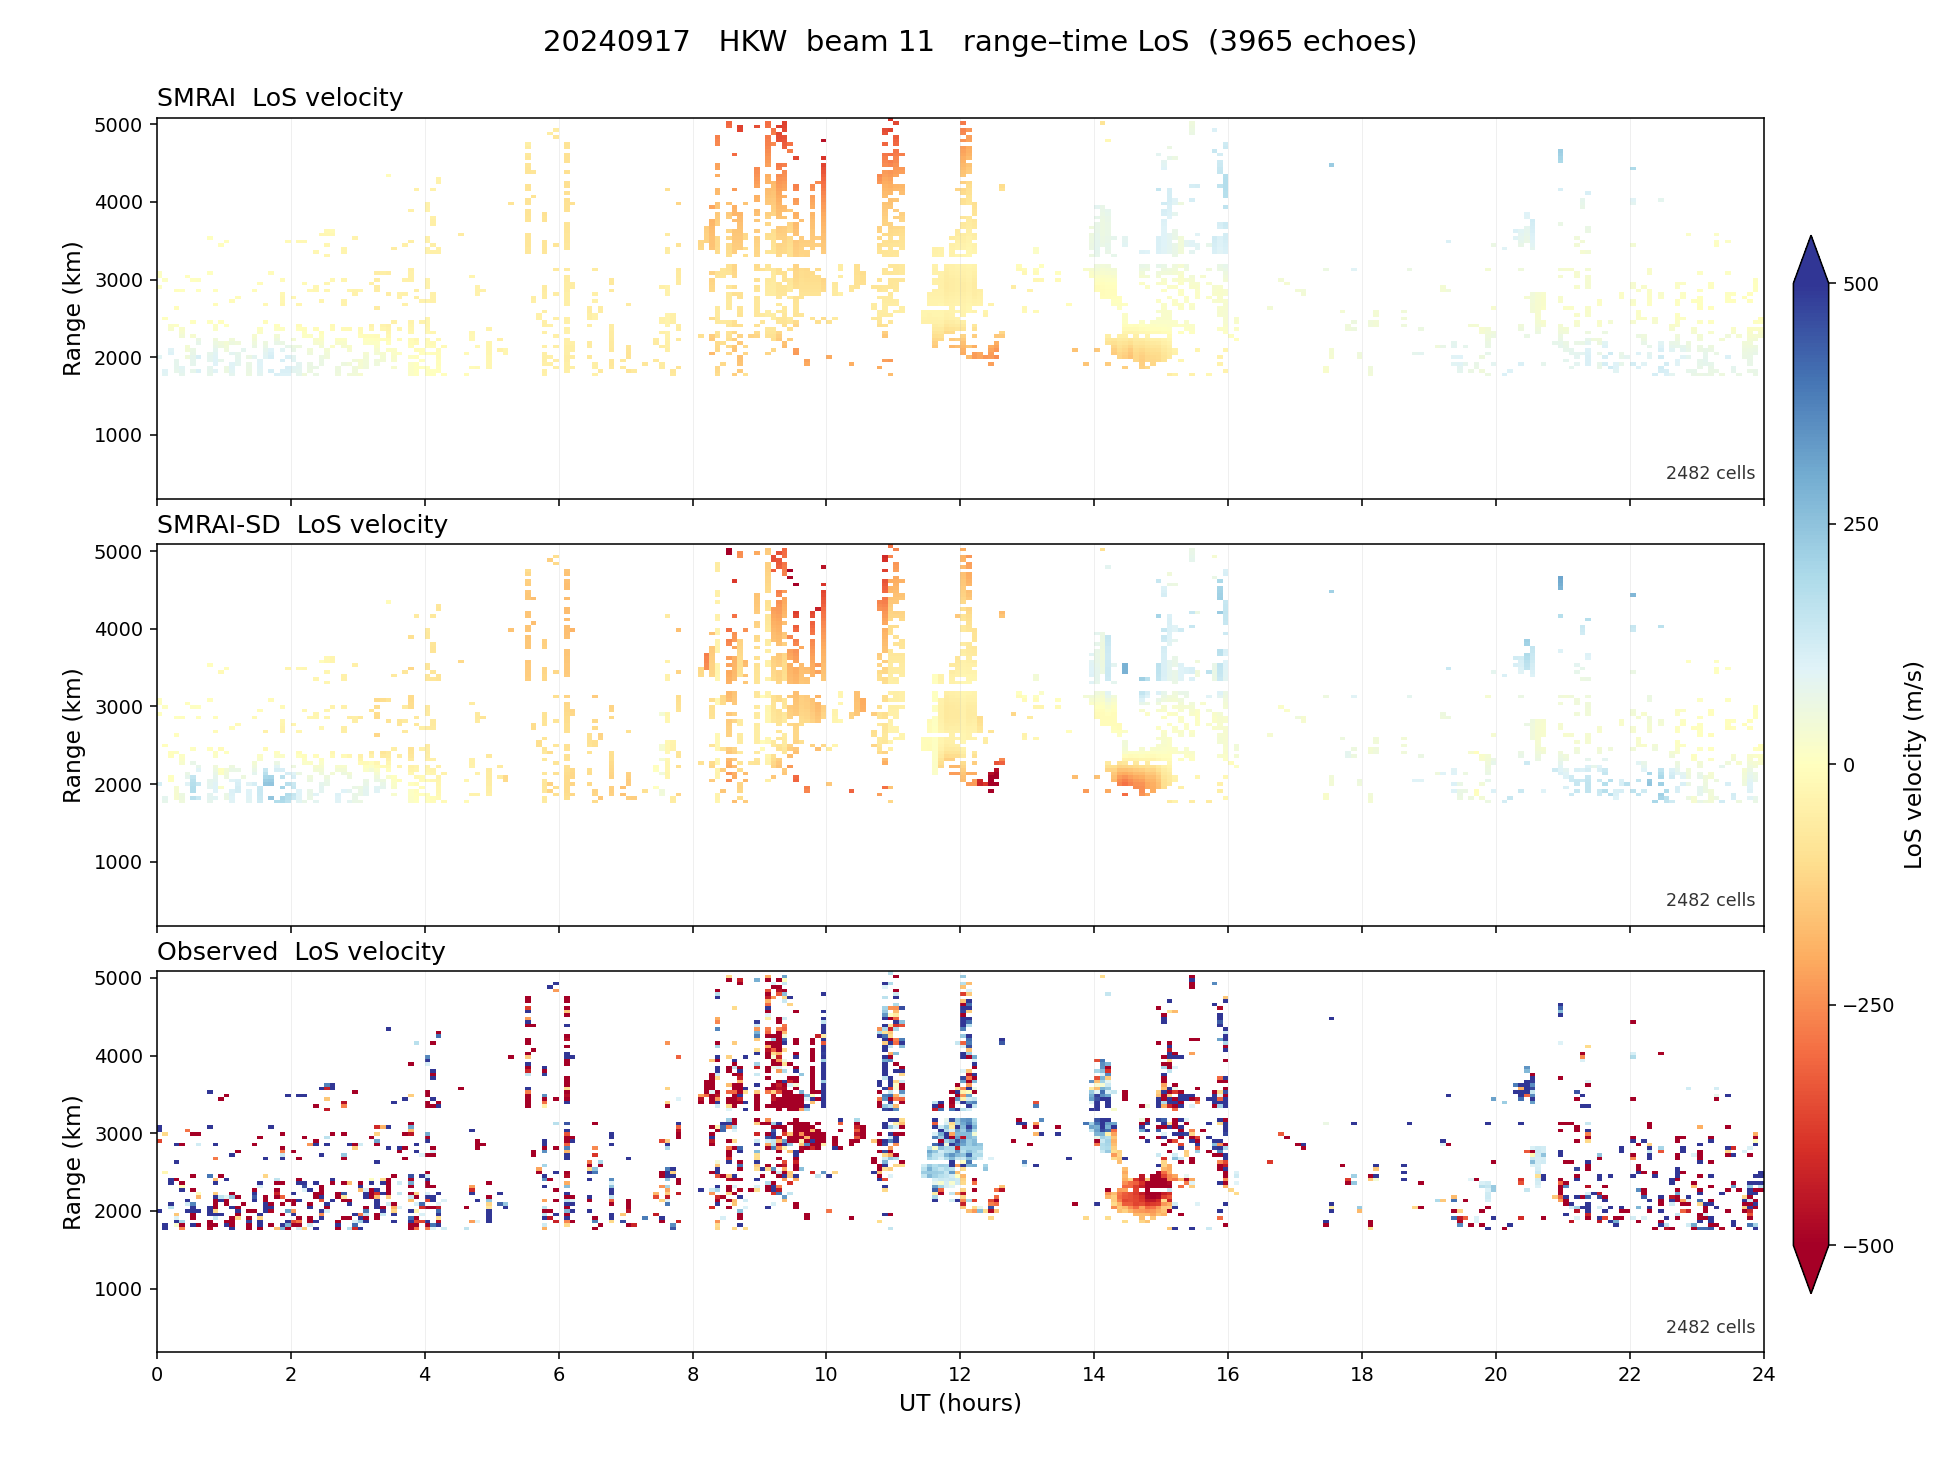 20240917   HKW  beam 11   range–time LoS  (3965 echoes)
SMRAI  LoS velocity
5000
4000
3000
2000
1000
Range (km)
2482 cells
SMRAI-SD  LoS velocity
5000
4000
3000
2000
1000
Range (km)
2482 cells
Observed  LoS velocity
5000
4000
3000
2000
1000
Range (km)
2482 cells
0 2 4 6 8 10 12 14 16 18 20 22 24
UT (hours)
500
250
0
−250
−500
LoS velocity (m/s)